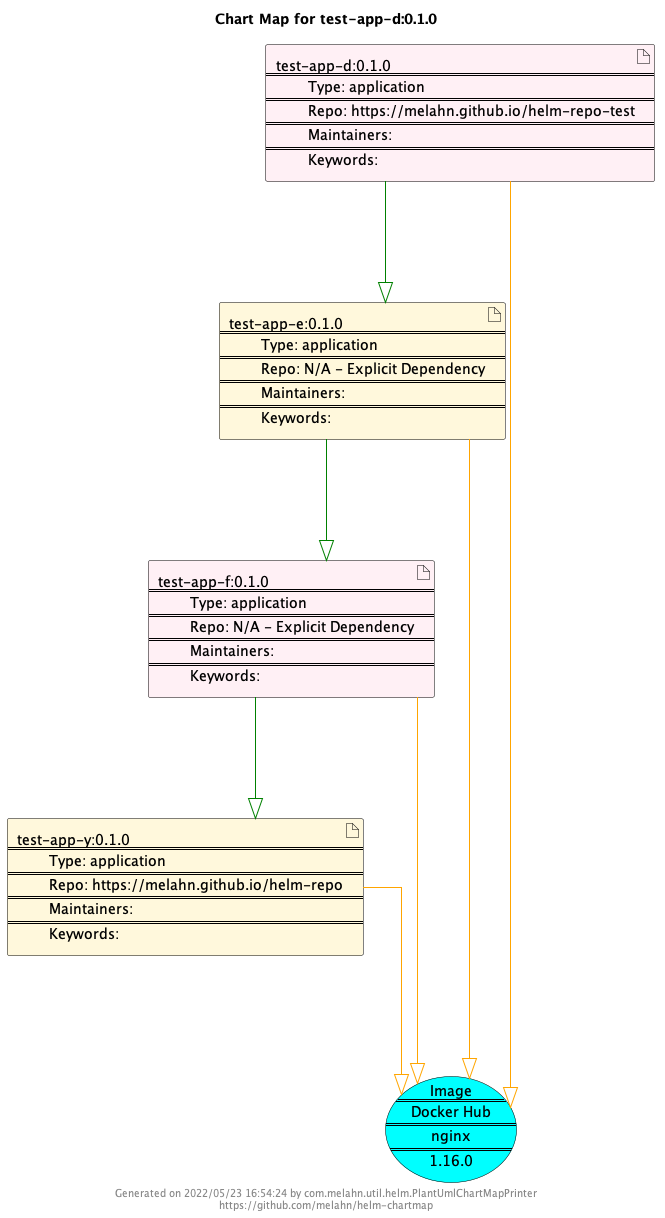 Chart Map for test-app-d:0.1.0
test-app-d:0.1.0
Type: application
Repo: https://melahn.github.io/helm-repo-test
Maintainers:
Keywords:
test-app-e:0.1.0
Type: application
Repo: N/A - Explicit Dependency
Maintainers:
Keywords:
test-app-f:0.1.0
Type: application
Repo: N/A - Explicit Dependency
Maintainers:
Keywords:
test-app-y:0.1.0
Type: application
Repo: https://melahn.github.io/helm-repo
Maintainers:
Keywords:
Image
Docker Hub
nginx
1.16.0
Generated on 2022/05/23 16:54:24 by com.melahn.util.helm.PlantUmlChartMapPrinter
https://github.com/melahn/helm-chartmap